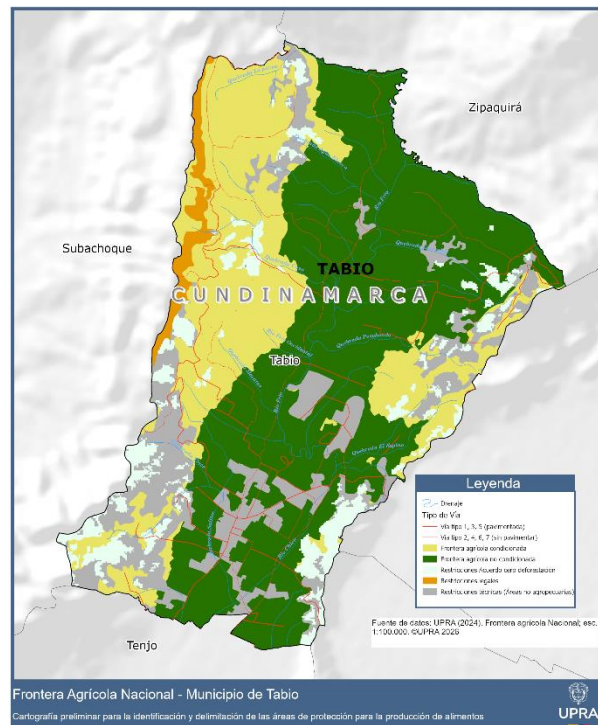 Zipaquirá
Subachoque
TABIO
CUNDINAMARCA
Tabio
Río Frío
Río Chicú
Tenjo
Leyenda
Drenaje
Tipo de Vía
Vía tipo 1, 3, 5 (pavimentada)
Vía tipo 2, 4, 6, 7 (sin pavimentar)
Frontera agrícola condicionada
Frontera agrícola no condicionada
Restricciones Acuerdo cero deforestación
Restricciones legales
Restricciones técnicas (Áreas no agropecuarias)
Fuente de datos: UPRA (2024). Frontera agrícola Nacional; esc.
1:100.000. ©UPRA 2026
Frontera Agrícola Nacional - Municipio de Tabio
Cartografía preliminar para la identificación y delimitación de las áreas de protección para la producción de alimentos
UPRA